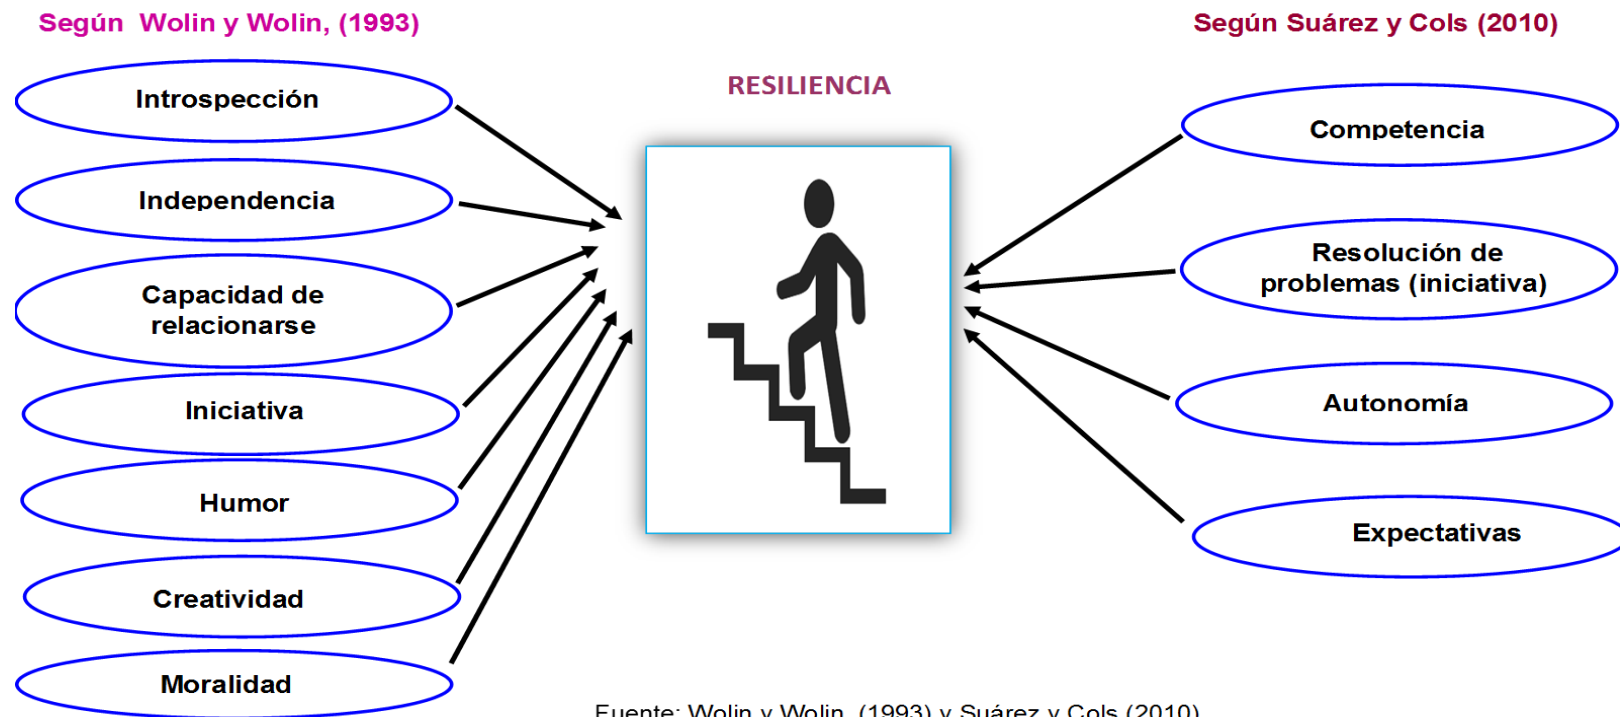 Según Wolin y Wolin, (1993)
Introspección
Independencia
Capacidad de
relacionarse
Iniciativa
Humor
Creatividad
Moralidad
RESILIENCIA
Según Suárez y Cols (2010)
Competencia
Resolución de
problemas (iniciativa)
Autonomía
Expectativas
Fuente: Wolin y Wolin, (1993) y Suárez y Cols (2010)